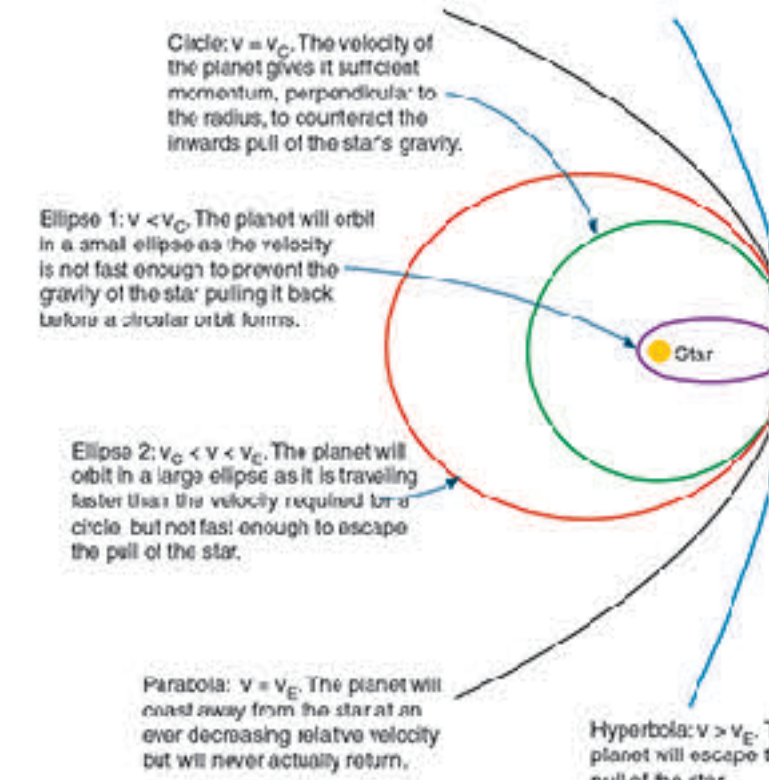 Circle: v = vC. The velocity of
the planet gives it sufficient
momentum, perpendicular to
the radius, to counteract the
inwards pull of the star's gravity.
Ellipse 1: v < vC. The planet will orbit
in a small ellipse as the velocity
is not fast enough to prevent the
gravity of the star pulling it back
before a circular orbit forms.
Star
Ellipse 2: vC < v < vE. The planet will
orbit in a large ellipse as it is traveling
faster than the velocity required for a
circle but not fast enough to escape
the pull of the star.
Parabola: v = vE. The planet will
coast away from the star at an
ever decreasing relative velocity
but will never actually return.
Hyperbola: v > vE.
planet will escape
pull of the star